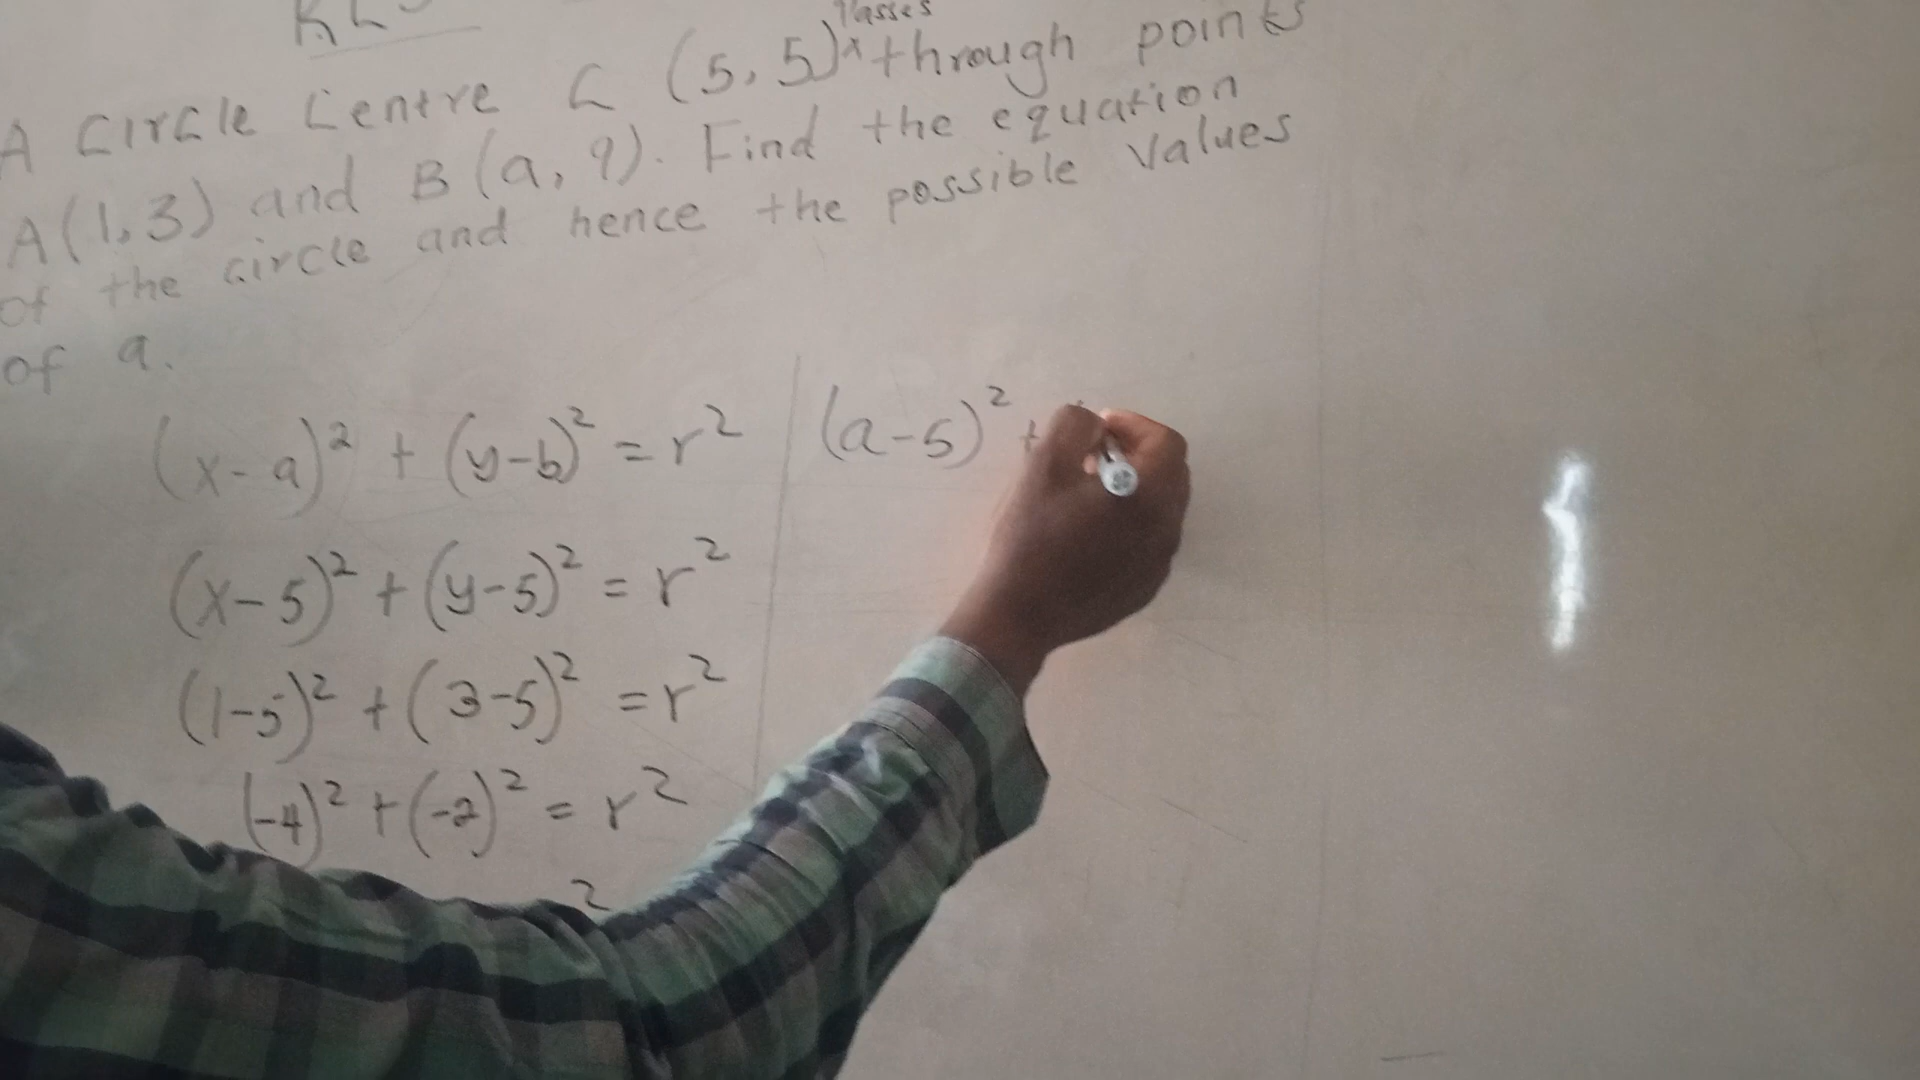 A Circle Centre C (5, 5) passes through points
A(1, 3) and B(a, 9). Find the equation
of the circle and hence the possible values
of a.
(x-a)² + (y-b)² = r²
(x-5)² + (y-5)² = r²
(1-5)² + (3-5)² = r²
(-4)² + (-2)² = r²
2
(a-5)² +